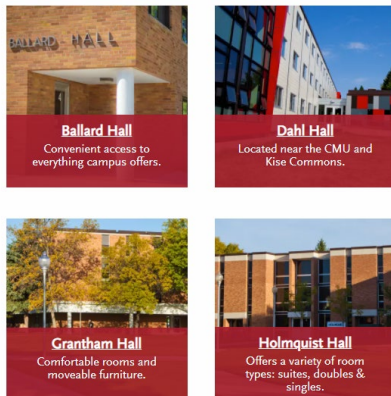 BALLARD HALL
Ballard Hall
Convenient access to
everything campus offers.
Dahl Hall
Located near the CMU and
Kise Commons.
Grantham Hall
Comfortable rooms and
moveable furniture.
Holmquist Hall
Offers a variety of room
types: suites, doubles &
singles.